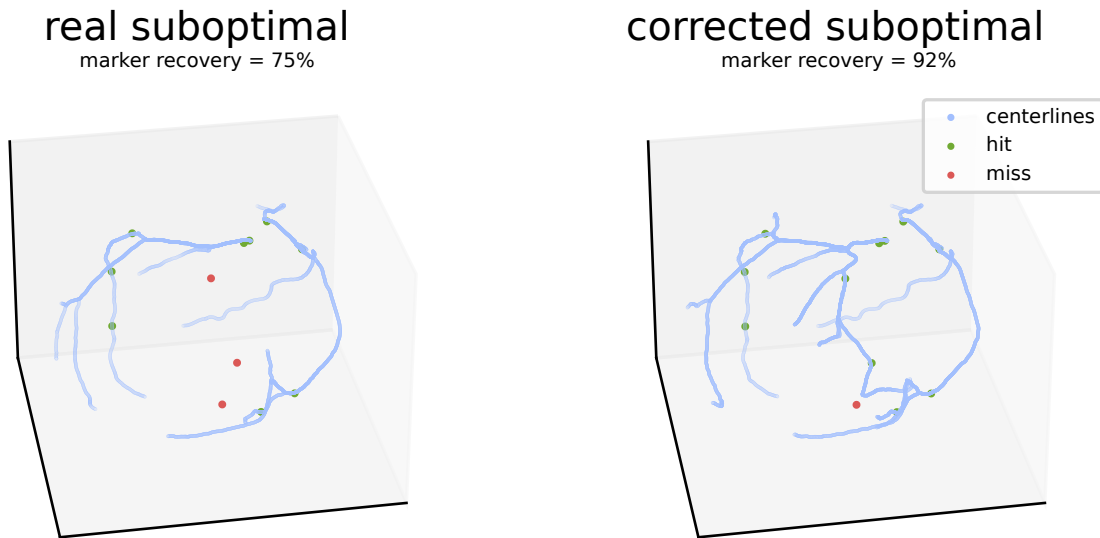 real suboptimal
marker recovery = 75%
corrected suboptimal
marker recovery = 92%
centerlines
hit
miss